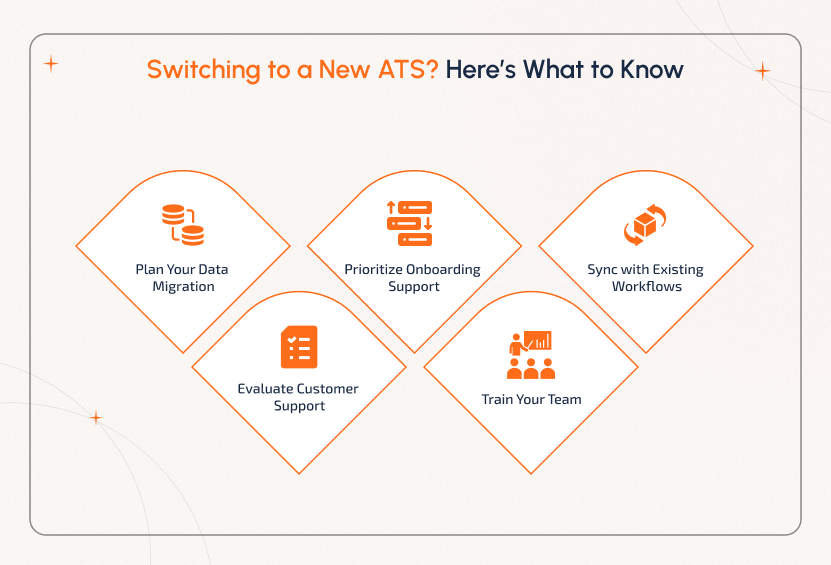 Switching to a New ATS? Here's What to Know
Plan Your Data
Migration
Prioritize Onboarding
Support
Sync with Existing
Workflows
Evaluate Customer
Support
Train Your Team